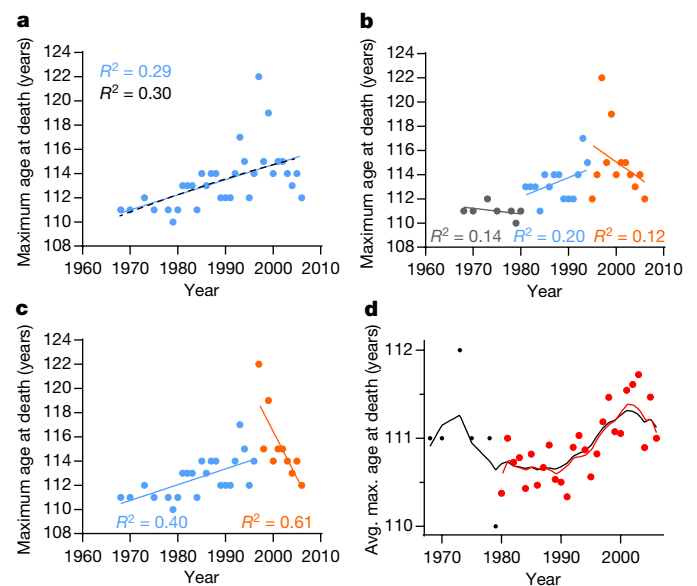 a
Maximum age at death (years)
124
122
120
118
116
114
112
110
108
R² = 0.29
R² = 0.30
1960 1970 1980 1990 2000 2010
Year
b
Maximum age at death (years)
124
122
120
118
116
114
112
110
108
R² = 0.14 R² = 0.20 R² = 0.12
1960 1970 1980 1990 2000 2010
Year
c
Maximum age at death (years)
124
122
120
118
116
114
112
110
108
R² = 0.40 R² = 0.61
1960 1970 1980 1990 2000 2010
Year
d
Avg. max. age at death (years)
112
111
110
1970 1980 1990 2000
Year